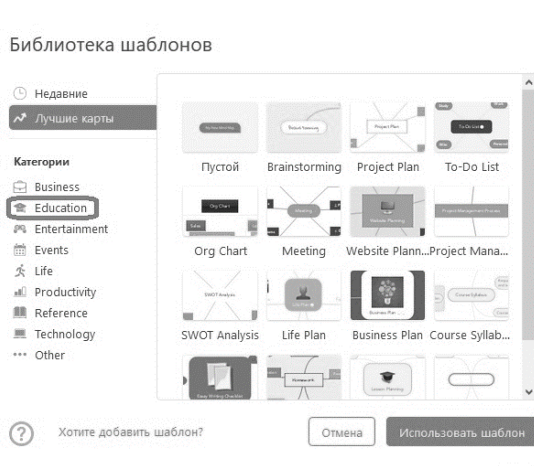 Библиотека шаблонов
Недавние
Лучшие карты
Категории
Business
Education
Entertainment
Events
Life
Productivity
Reference
Technology
Other
Пустой
Brainstorming
Project Plan
To-Do List
Org Chart
Meeting
Website Plann...
Project Mana...
SWOT Analysis
Life Plan
Business Plan
Course Syllab...
Хотите добавить шаблон?
Отмена
Использовать шаблон